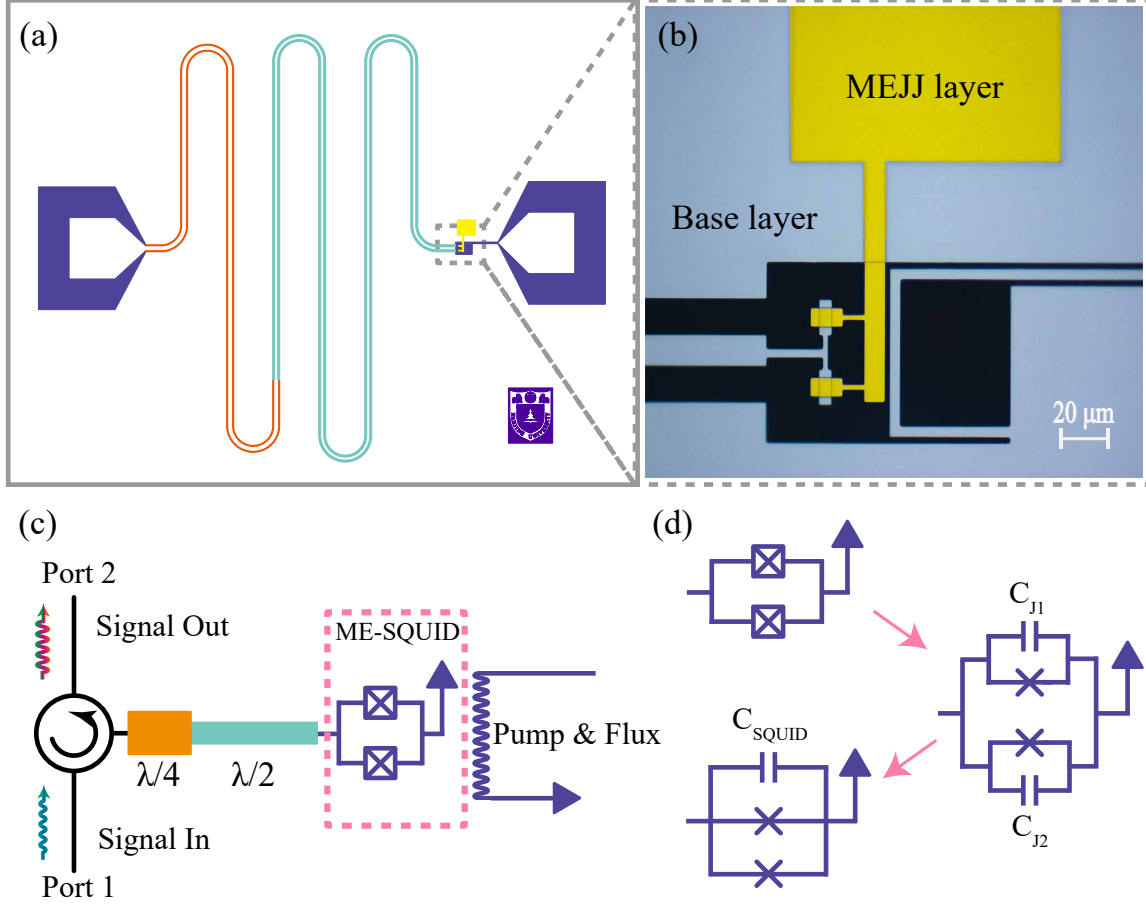 (a)
(b)
MEJJ layer
Base layer
20 μm
(c)
Port 2
Signal Out
ME-SQUID
Pump & Flux
λ/4
λ/2
Signal In
Port 1
(d)
C_J1
C_SQUID
C_J2